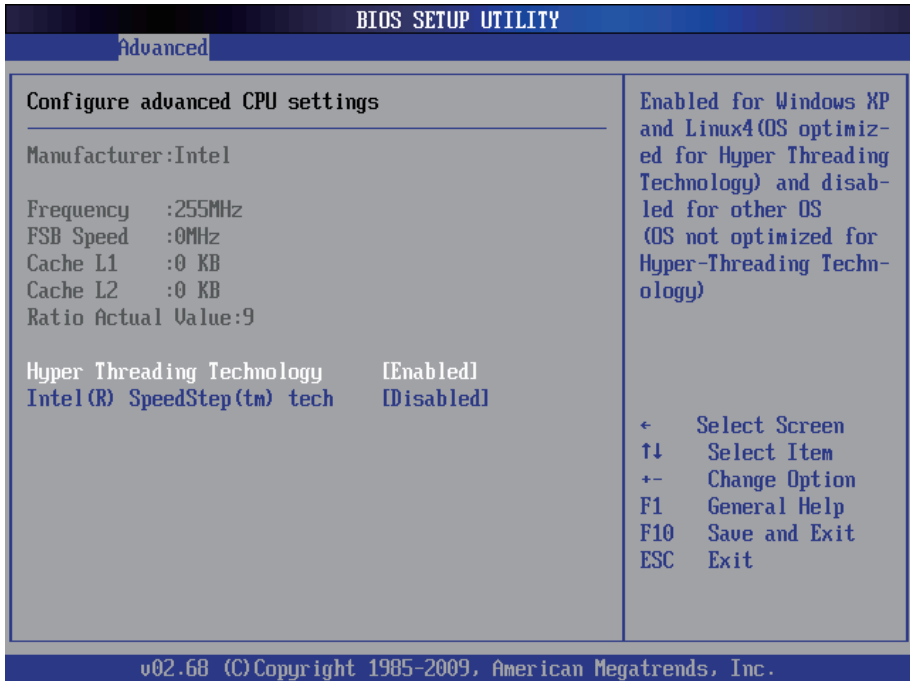 BIOS SETUP UTILITY
Advanced
Configure advanced CPU settings
Manufacturer:Intel
Frequency :255MHz
FSB Speed :0MHz
Cache L1 :0 KB
Cache L2 :0 KB
Ratio Actual Value:9
Hyper Threading Technology [Enabled]
Intel(R) SpeedStep(tm) tech [Disabled]
Enabled for Windows XP
and Linux4(OS optimiz-
ed for Hyper Threading
Technology) and disab-
led for other OS
(OS not optimized for
Hyper-Threading Techn-
ology)
← Select Screen
↑↓ Select Item
+- Change Option
F1 General Help
F10 Save and Exit
ESC Exit
v02.68 (C)Copyright 1985-2009, American Megatrends, Inc.